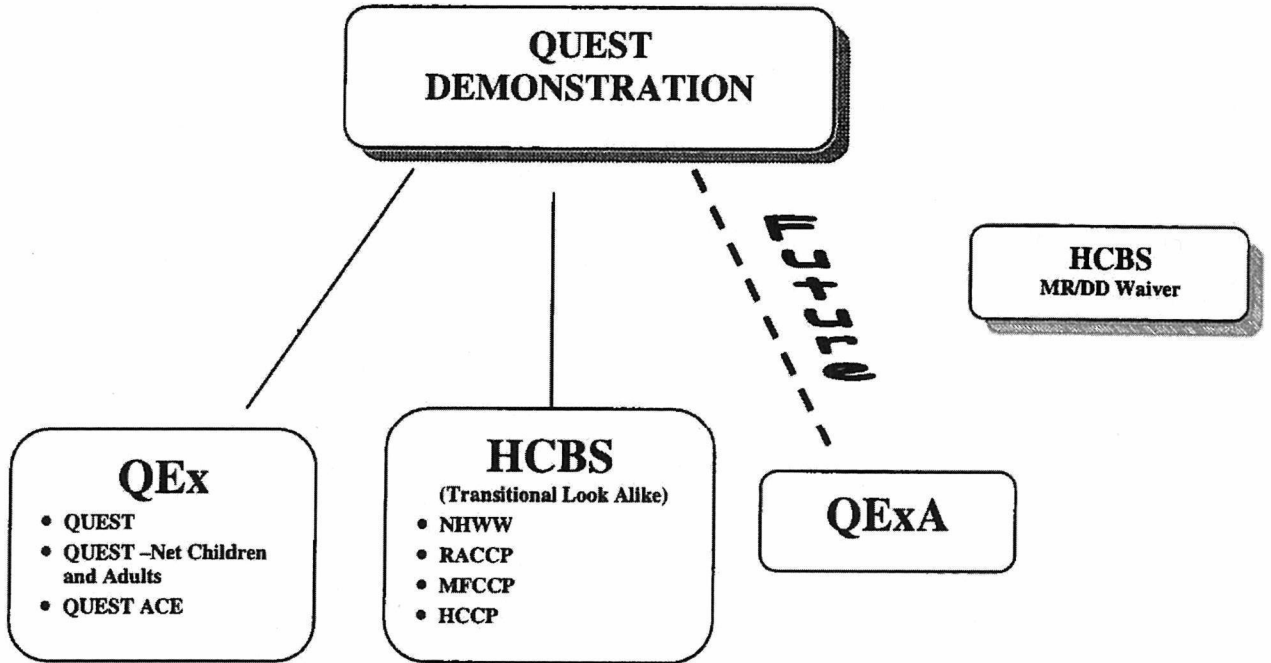 QUEST
DEMONSTRATION
Future
HCBS
MR/DD Waiver
QEx
• QUEST
• QUEST –Net Children
and Adults
• QUEST ACE
HCBS
(Transitional Look Alike)
• NHWW
• RACCP
• MFCCP
• HCCP
QExA